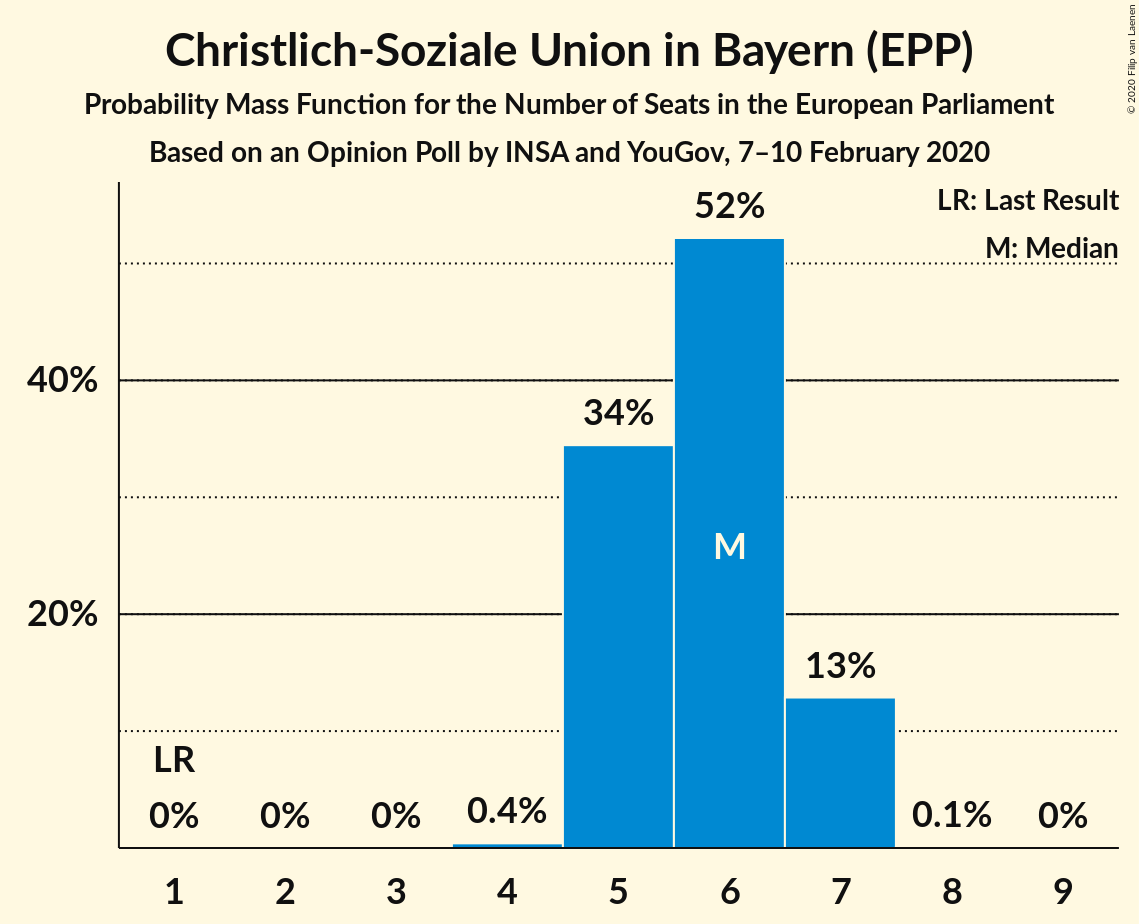 Christlich-Soziale Union in Bayern (EPP)
Probability Mass Function for the Number of Seats in the European Parliament
Based on an Opinion Poll by INSA and YouGov, 7–10 February 2020
© 2020 Filip van Laenen
LR: Last Result
M: Median
52%
40%
34%
M
20%
13%
LR
0% 0% 0% 0.4% 0.1% 0%
1 2 3 4 5 6 7 8 9